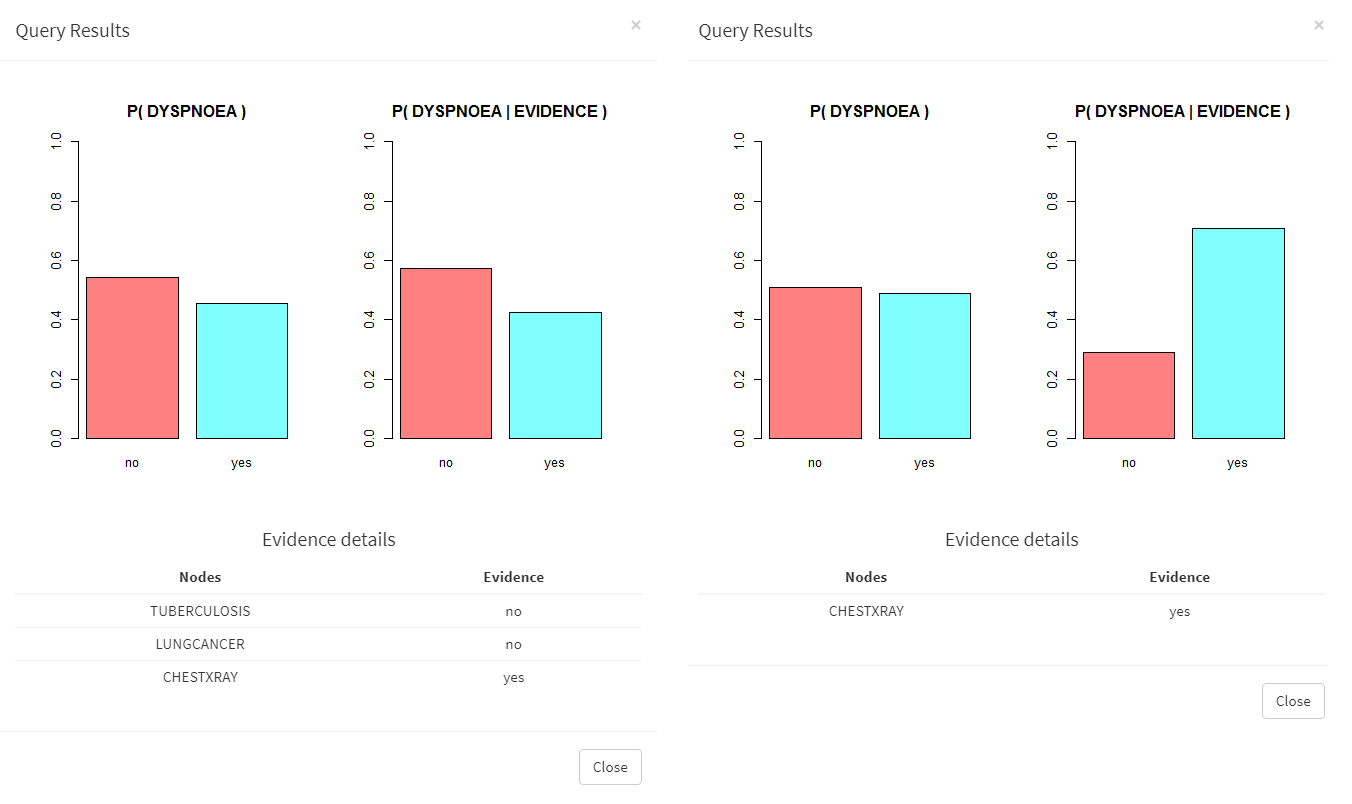 Query Results
×
P( DYSPNOEA )
P( DYSPNOEA | EVIDENCE )
1.0
0.8
0.6
0.4
0.2
0.0
no
yes
1.0
0.8
0.6
0.4
0.2
0.0
no
yes
Evidence details
Nodes Evidence
TUBERCULOSIS no
LUNGCANCER no
CHESTXRAY yes
Close
Query Results
×
P( DYSPNOEA )
P( DYSPNOEA | EVIDENCE )
1.0
0.8
0.6
0.4
0.2
0.0
no
yes
1.0
0.8
0.6
0.4
0.2
0.0
no
yes
Evidence details
Nodes Evidence
CHESTXRAY yes
Close